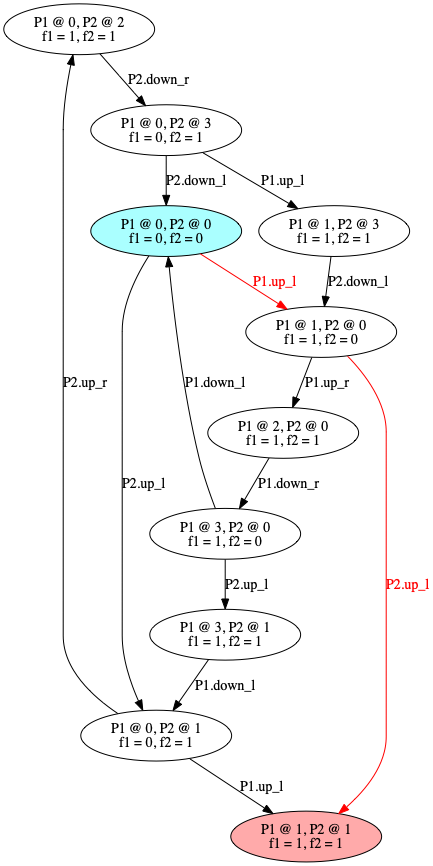 P1 @ 0, P2 @ 2
f1 = 1, f2 = 1
P2.down_r
P1 @ 0, P2 @ 3
f1 = 0, f2 = 1
P2.down_l
P1.up_l
P1 @ 0, P2 @ 0
f1 = 0, f2 = 0
P1 @ 1, P2 @ 3
f1 = 1, f2 = 1
P1.up_l
P2.down_l
P1 @ 1, P2 @ 0
f1 = 1, f2 = 0
P2.up_r
P1.down_l
P1.up_r
P1 @ 2, P2 @ 0
f1 = 1, f2 = 1
P2.up_l
P1.down_r
P1 @ 3, P2 @ 0
f1 = 1, f2 = 0
P2.up_l
P2.up_l
P1 @ 3, P2 @ 1
f1 = 1, f2 = 1
P1.down_l
P1 @ 0, P2 @ 1
f1 = 0, f2 = 1
P1.up_l
P1 @ 1, P2 @ 1
f1 = 1, f2 = 1